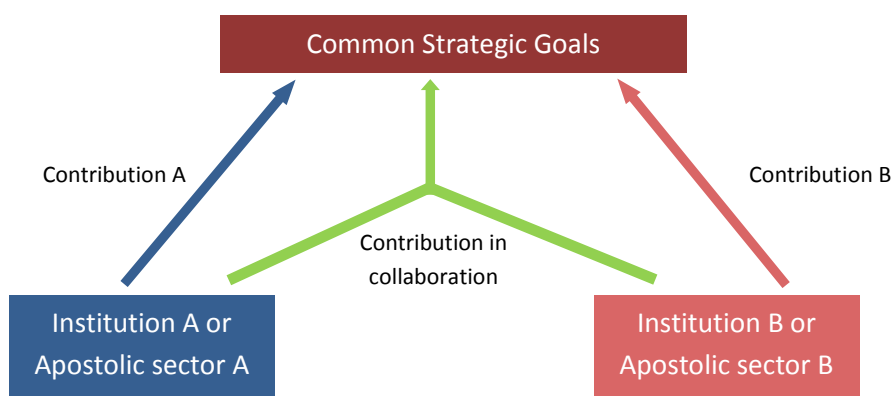 Common Strategic Goals
Contribution A
Contribution B
Contribution in
collaboration
Institution A or
Apostolic sector A
Institution B or
Apostolic sector B